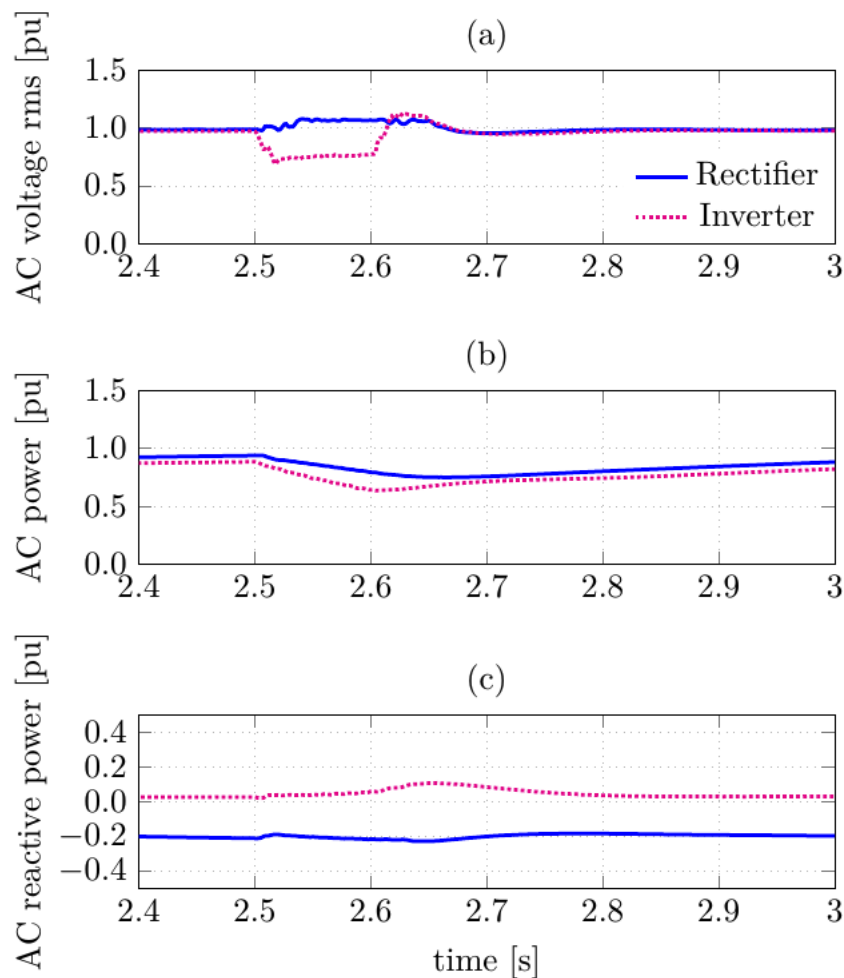 (a)
AC voltage rms [pu]
1.5
1.0
0.5
0.0
Rectifier
Inverter
2.4 2.5 2.6 2.7 2.8 2.9 3
(b)
AC power [pu]
1.5
1.0
0.5
0.0
2.4 2.5 2.6 2.7 2.8 2.9 3
(c)
AC reactive power [pu]
0.4
0.2
0.0
−0.2
−0.4
2.4 2.5 2.6 2.7 2.8 2.9 3
time [s]